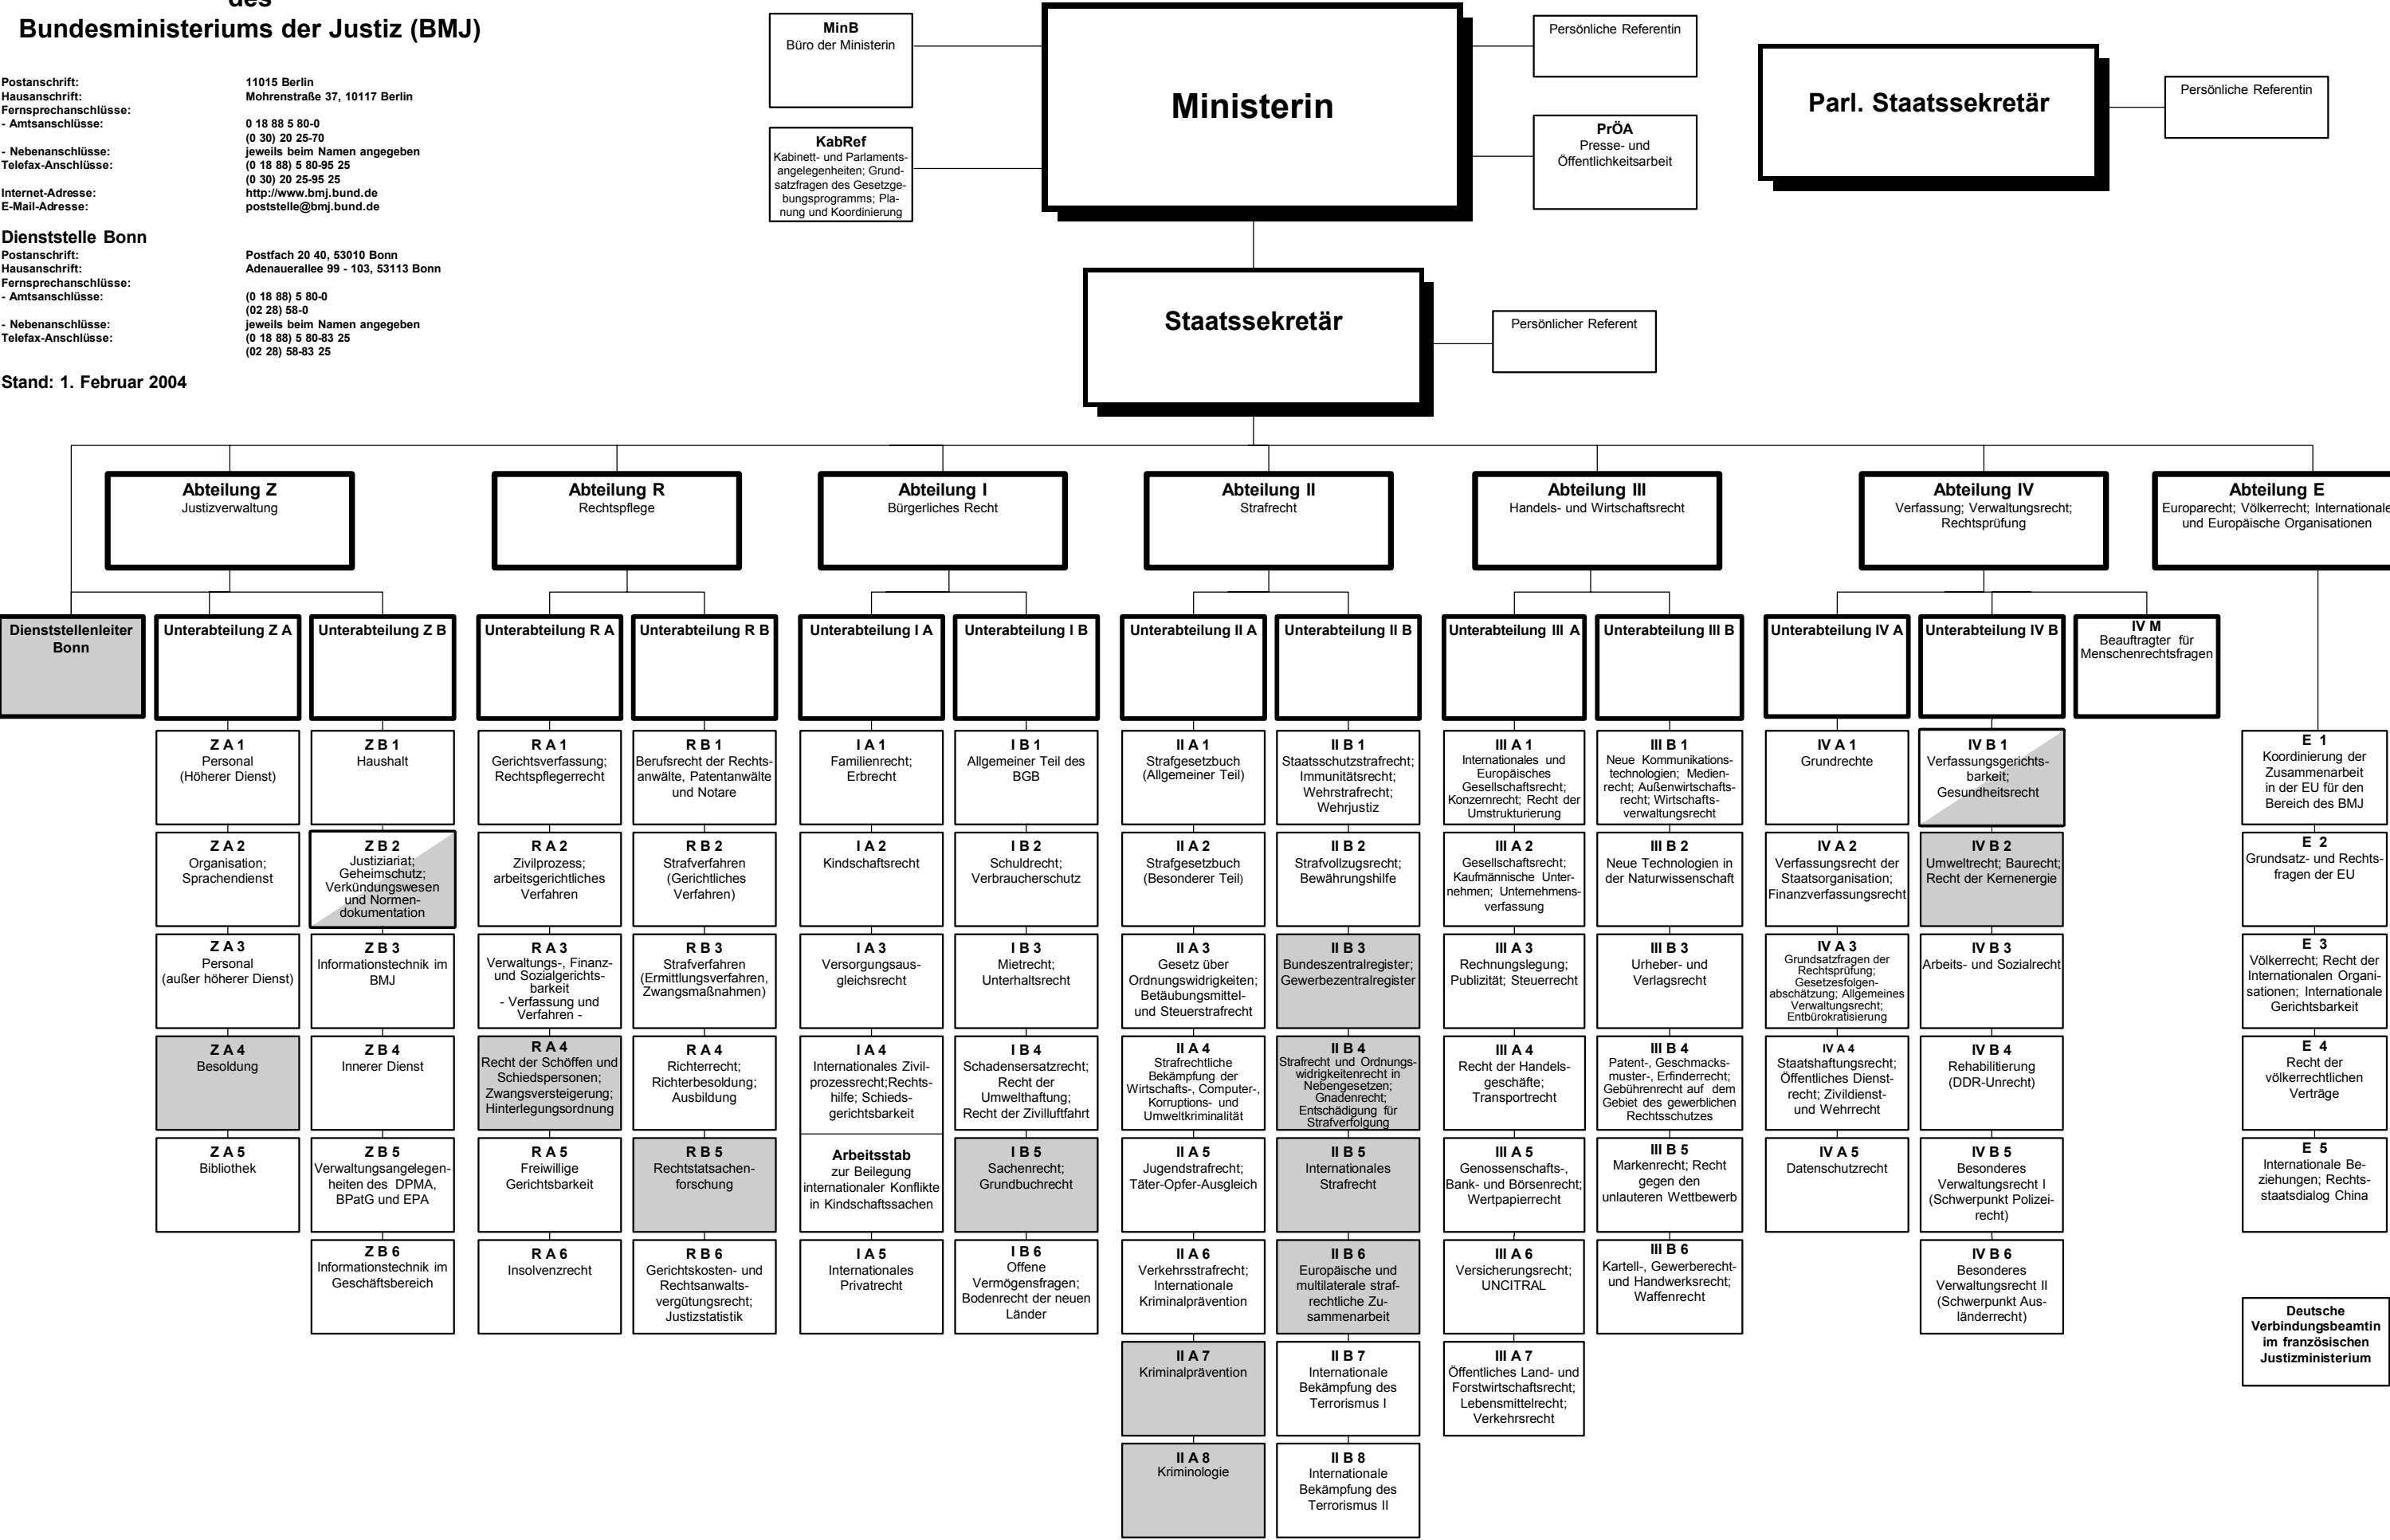 des
Bundesministeriums der Justiz (BMJ)
Postanschrift: 11015 Berlin
Hausanschrift: Mohrenstraße 37, 10117 Berlin
Fernsprechanschlüsse:
- Amtsanschlüsse: 0 18 88 5 80-0
(0 30) 20 25-70
- Nebenanschlüsse: jeweils beim Namen angegeben
Telefax-Anschlüsse: (0 18 88) 5 80-95 25
(0 30) 20 25-95 25
Internet-Adresse: http://www.bmj.bund.de
E-Mail-Adresse: poststelle@bmj.bund.de
Dienststelle Bonn
Postanschrift: Postfach 20 40, 53010 Bonn
Hausanschrift: Adenauerallee 99 - 103, 53113 Bonn
Fernsprechanschlüsse:
- Amtsanschlüsse: (0 18 88) 5 80-0
(02 28) 58-0
- Nebenanschlüsse: jeweils beim Namen angegeben
Telefax-Anschlüsse: (0 18 88) 5 80-83 25
(02 28) 58-83 25
Stand: 1. Februar 2004
MinB
Büro der Ministerin
KabRef
Kabinett- und Parlaments-
angelegenheiten; Grund-
satzfragen des Gesetzge-
bungsprogramms; Pla-
nung und Koordinierung
Ministerin
Persönliche Referentin
PrÖA
Presse- und
Öffentlichkeitsarbeit
Parl. Staatssekretär
Persönliche Referentin
Staatssekretär
Persönlicher Referent
Abteilung Z
Justizverwaltung
Abteilung R
Rechtspflege
Abteilung I
Bürgerliches Recht
Abteilung II
Strafrecht
Abteilung III
Handels- und Wirtschaftsrecht
Abteilung IV
Verfassung; Verwaltungsrecht;
Rechtsprüfung
Abteilung E
Europarecht; Völkerrecht; Internationale
und Europäische Organisationen
Dienststellenleiter
Bonn
Unterabteilung Z A
Z A 1
Personal
(Höherer Dienst)
Z A 2
Organisation;
Sprachendienst
Z A 3
Personal
(außer höherer Dienst)
Z A 4
Besoldung
Z A 5
Bibliothek
Unterabteilung Z B
Z B 1
Haushalt
Z B 2
Justiziariat;
Geheimschutz;
Verkündungswesen
und Normen-
dokumentation
Z B 3
Informationstechnik im
BMJ
Z B 4
Innerer Dienst
Z B 5
Verwaltungsangelegen-
heiten des DPMA,
BPatG und EPA
Z B 6
Informationstechnik im
Geschäftsbereich
Unterabteilung R A
R A 1
Gerichtsverfassung;
Rechtspflegerrecht
R A 2
Zivilprozess;
arbeitsgerichtliches
Verfahren
R A 3
Verwaltungs-, Finanz-
und Sozialgerichts-
barkeit
- Verfassung und
Verfahren -
R A 4
Recht der Schöffen und
Schiedspersonen;
Zwangsversteigerung;
Hinterlegungsordnung
R A 5
Freiwillige
Gerichtsbarkeit
R A 6
Insolvenzrecht
Unterabteilung R B
R B 1
Berufsrecht der Rechts-
anwälte, Patentanwälte
und Notare
R B 2
Strafverfahren
(Gerichtliches
Verfahren)
R B 3
Strafverfahren
(Ermittlungsverfahren,
Zwangsmaßnahmen)
R A 4
Richterrecht;
Richterbesoldung;
Ausbildung
R B 5
Rechtstatsachen-
forschung
R B 6
Gerichtskosten- und
Rechtsanwalts-
vergütungsrecht;
Justizstatistik
Unterabteilung I A
I A 1
Familienrecht;
Erbrecht
I A 2
Kindschaftsrecht
I A 3
Versorgungsaus-
gleichsrecht
I A 4
Internationales Zivil-
prozessrecht;Rechts-
hilfe; Schieds-
gerichtsbarkeit
Arbeitsstab
zur Beilegung
internationaler Konflikte
in Kindschaftssachen
I A 5
Internationales
Privatrecht
Unterabteilung I B
I B 1
Allgemeiner Teil des
BGB
I B 2
Schuldrecht;
Verbraucherschutz
I B 3
Mietrecht;
Unterhaltsrecht
I B 4
Schadensersatzrecht;
Recht der
Umwelthaftung;
Recht der Zivilluftfahrt
I B 5
Sachenrecht;
Grundbuchrecht
I B 6
Offene
Vermögensfragen;
Bodenrecht der neuen
Länder
Unterabteilung II A
II A 1
Strafgesetzbuch
(Allgemeiner Teil)
II A 2
Strafgesetzbuch
(Besonderer Teil)
II A 3
Gesetz über
Ordnungswidrigkeiten;
Betäubungsmittel-
und Steuerstrafrecht
II A 4
Strafrechtliche
Bekämpfung der
Wirtschafts-, Computer-,
Korruptions- und
Umweltkriminalität
II A 5
Jugendstrafrecht;
Täter-Opfer-Ausgleich
II A 6
Verkehrsstrafrecht;
Internationale
Kriminalprävention
II A 7
Kriminalprävention
II A 8
Kriminologie
Unterabteilung II B
II B 1
Staatsschutzstrafrecht;
Immunitätsrecht;
Wehrstrafrecht;
Wehrjustiz
II B 2
Strafvollzugsrecht;
Bewährungshilfe
II B 3
Bundeszentralregister;
Gewerbezentralregister
II B 4
Strafrecht und Ordnungs-
widrigkeitenrecht in
Nebengesetzen;
Gnadenrecht;
Entschädigung für
Strafverfolgung
II B 5
Internationales
Strafrecht
II B 6
Europäische und
multilaterale straf-
rechtliche Zu-
sammenarbeit
II B 7
Internationale
Bekämpfung des
Terrorismus I
II B 8
Internationale
Bekämpfung des
Terrorismus II
Unterabteilung III A
III A 1
Internationales und
Europäisches
Gesellschaftsrecht;
Konzernrecht; Recht der
Umstrukturierung
III A 2
Gesellschaftsrecht;
Kaufmännische Unter-
nehmen; Unternehmens-
verfassung
III A 3
Rechnungslegung;
Publizität; Steuerrecht
III A 4
Recht der Handels-
geschäfte;
Transportrecht
III A 5
Genossenschafts-,
Bank- und Börsenrecht;
Wertpapierrecht
III A 6
Versicherungsrecht;
UNCITRAL
III A 7
Öffentliches Land- und
Forstwirtschaftsrecht;
Lebensmittelrecht;
Verkehrsrecht
Unterabteilung III B
III B 1
Neue Kommunikations-
technologien; Medien-
recht; Außenwirtschafts-
recht; Wirtschafts-
verwaltungsrecht
III B 2
Neue Technologien in
der Naturwissenschaft
III B 3
Urheber- und
Verlagsrecht
III B 4
Patent-, Geschmacks-
muster-, Erfinderrecht;
Gebührenrecht auf dem
Gebiet des gewerblichen
Rechtsschutzes
III B 5
Markenrecht; Recht
gegen den
unlauteren Wettbewerb
III B 6
Kartell-, Gewerberecht-
und Handwerksrecht;
Waffenrecht
Unterabteilung IV A
IV A 1
Grundrechte
IV A 2
Verfassungsrecht der
Staatsorganisation;
Finanzverfassungsrecht
IV A 3
Grundsatzfragen der
Rechtsprüfung;
Gesetzesfolgen-
abschätzung; Allgemeines
Verwaltungsrecht;
Entbürokratisierung
IV A 4
Staatshaftungsrecht;
Öffentliches Dienst-
recht; Zivildienst-
und Wehrrecht
IV A 5
Datenschutzrecht
Unterabteilung IV B
IV B 1
Verfassungsgerichts-
barkeit;
Gesundheitsrecht
IV B 2
Umweltrecht; Baurecht;
Recht der Kernenergie
IV B 3
Arbeits- und Sozialrecht
IV B 4
Rehabilitierung
(DDR-Unrecht)
IV B 5
Besonderes
Verwaltungsrecht I
(Schwerpunkt Polizei-
recht)
IV B 6
Besonderes
Verwaltungsrecht II
(Schwerpunkt Aus-
länderrecht)
IV M
Beauftragter für
Menschenrechtsfragen
E 1
Koordinierung der
Zusammenarbeit
in der EU für den
Bereich des BMJ
E 2
Grundsatz- und Rechts-
fragen der EU
E 3
Völkerrecht; Recht der
Internationalen Organi-
sationen; Internationale
Gerichtsbarkeit
E 4
Recht der
völkerrechtlichen
Verträge
E 5
Internationale Be-
ziehungen; Rechts-
staatsdialog China
Deutsche
Verbindungsbeamtin
im französischen
Justizministerium